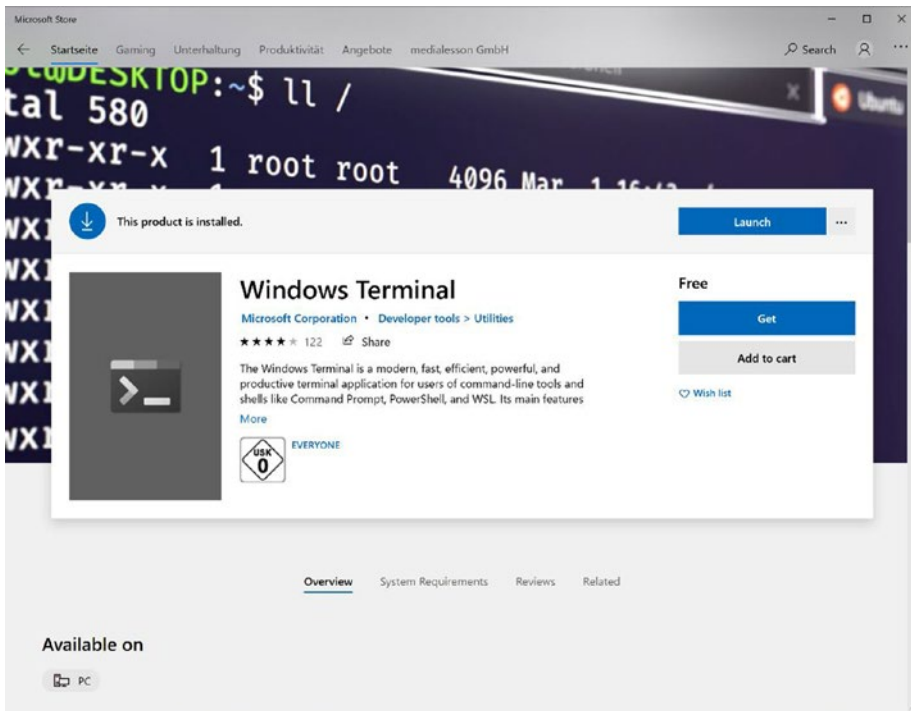 Microsoft Store
Startseite Gaming Unterhaltung Produktivität Angebote medialesson GmbH Search
@DESKTOP:~$ ll /
tal 580
wxr-xr-x 1 root root 4096 Mar 1
Ubuntu
This product is installed.
Launch
Windows Terminal
Microsoft Corporation • Developer tools > Utilities
122 Share
The Windows Terminal is a modern, fast, efficient, powerful, and
productive terminal application for users of command-line tools and
shells like Command Prompt, PowerShell, and WSL. Its main features
More
USK
0
EVERYONE
Free
Get
Add to cart
Wish list
Overview System Requirements Reviews Related
Available on
PC